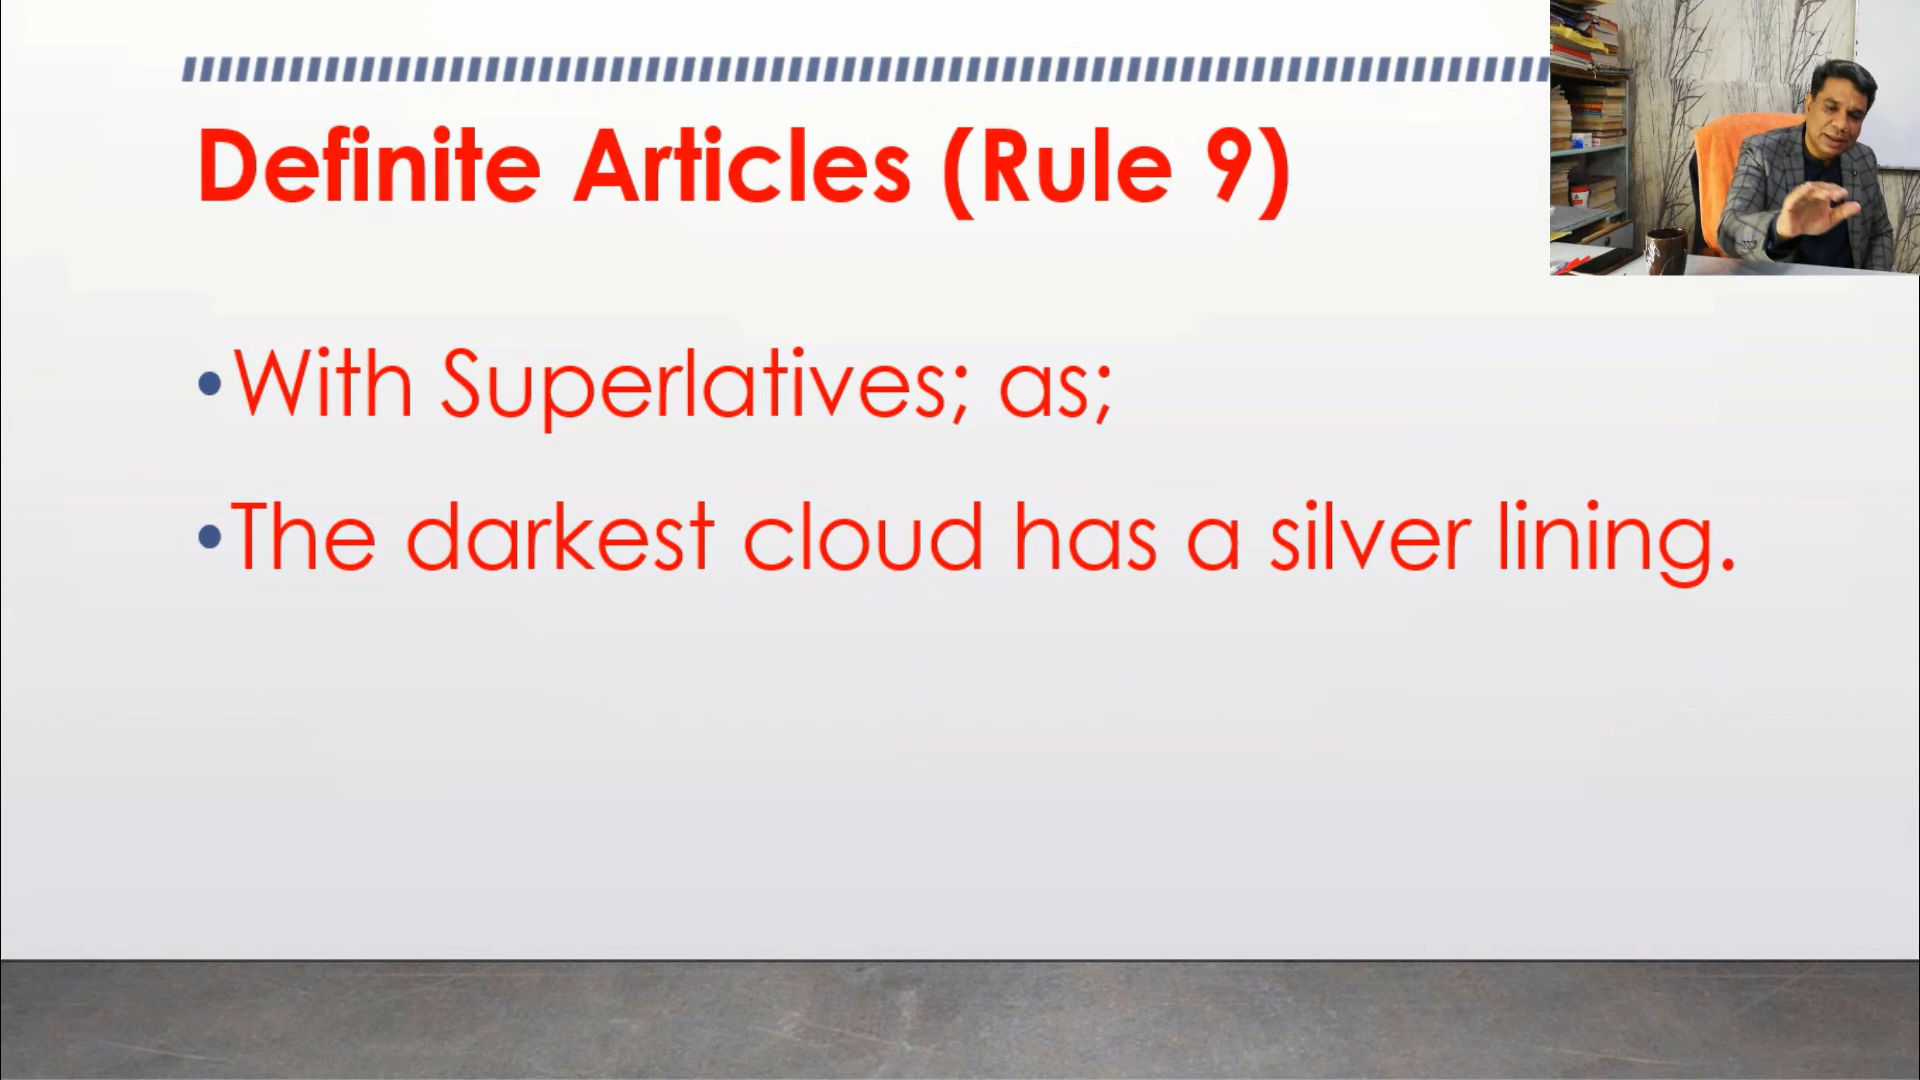 Definite Articles (Rule 9)
•With Superlatives; as;
•The darkest cloud has a silver lining.